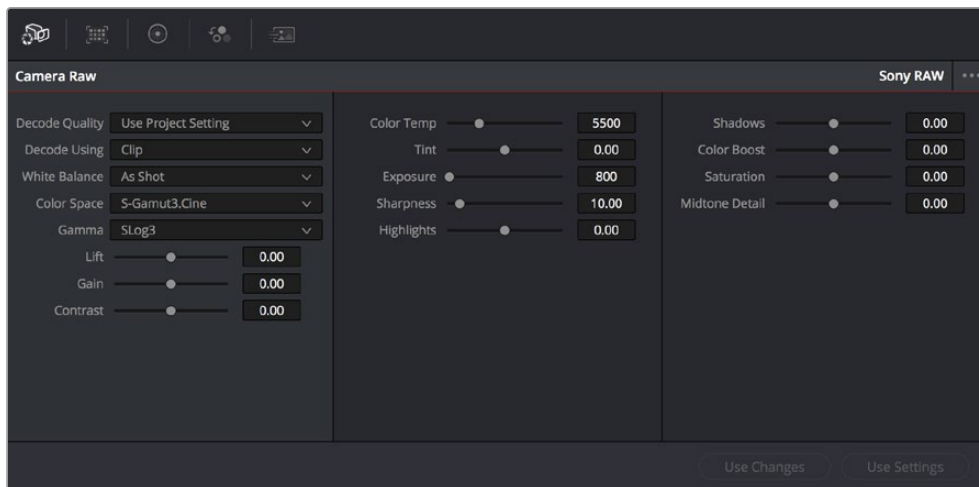 Camera Raw
Sony RAW
Decode Quality Use Project Setting
Decode Using Clip
White Balance As Shot
Color Space S-Gamut3.Cine
Gamma SLog3
Lift 0.00
Gain 0.00
Contrast 0.00
Color Temp 5500
Tint 0.00
Exposure 800
Sharpness 10.00
Highlights 0.00
Shadows 0.00
Color Boost 0.00
Saturation 0.00
Midtone Detail 0.00
Use Changes
Use Settings